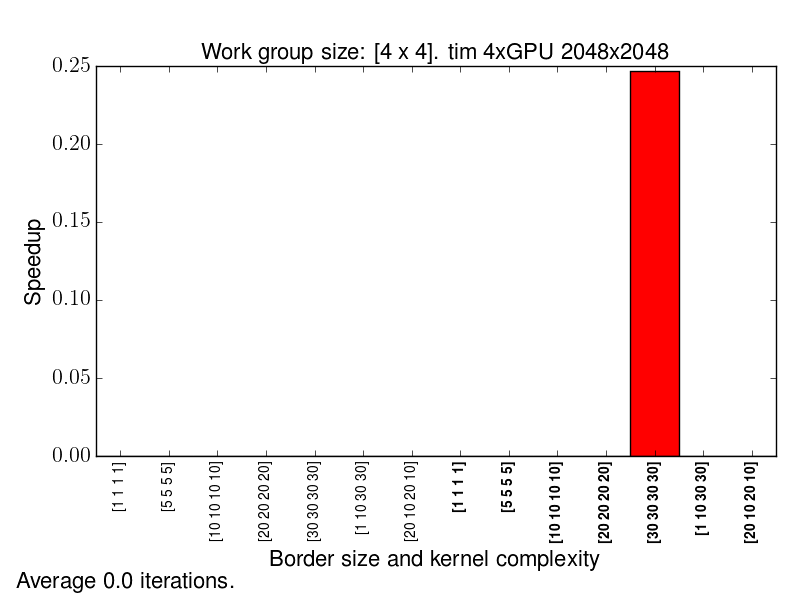 Work group size: [4 x 4]. tim 4xGPU 2048x2048
0.25
0.20
0.15
0.10
0.05
0.00
Speedup
[1 1 1 1]
[5 5 5 5]
[10 10 10 10]
[20 20 20 20]
[30 30 30 30]
[1 10 30 30]
[20 10 20 10]
[1 1 1 1]
[5 5 5 5]
[10 10 10 10]
[20 20 20 20]
[30 30 30 30]
[1 10 30 30]
[20 10 20 10]
Border size and kernel complexity
Average 0.0 iterations.